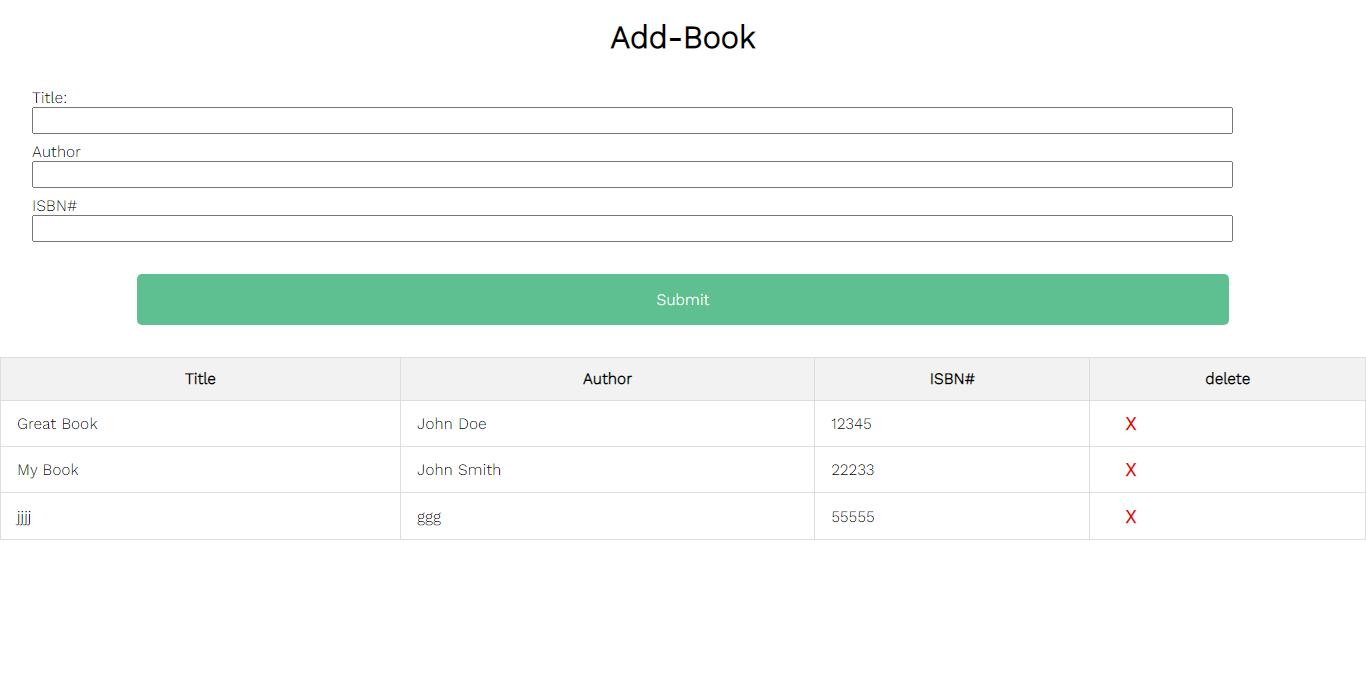 Add-Book
Title:
Author
ISBN#
Submit
Title Author ISBN# delete
Great Book John Doe 12345 X
My Book John Smith 22233 X
jjjj ggg 55555 X